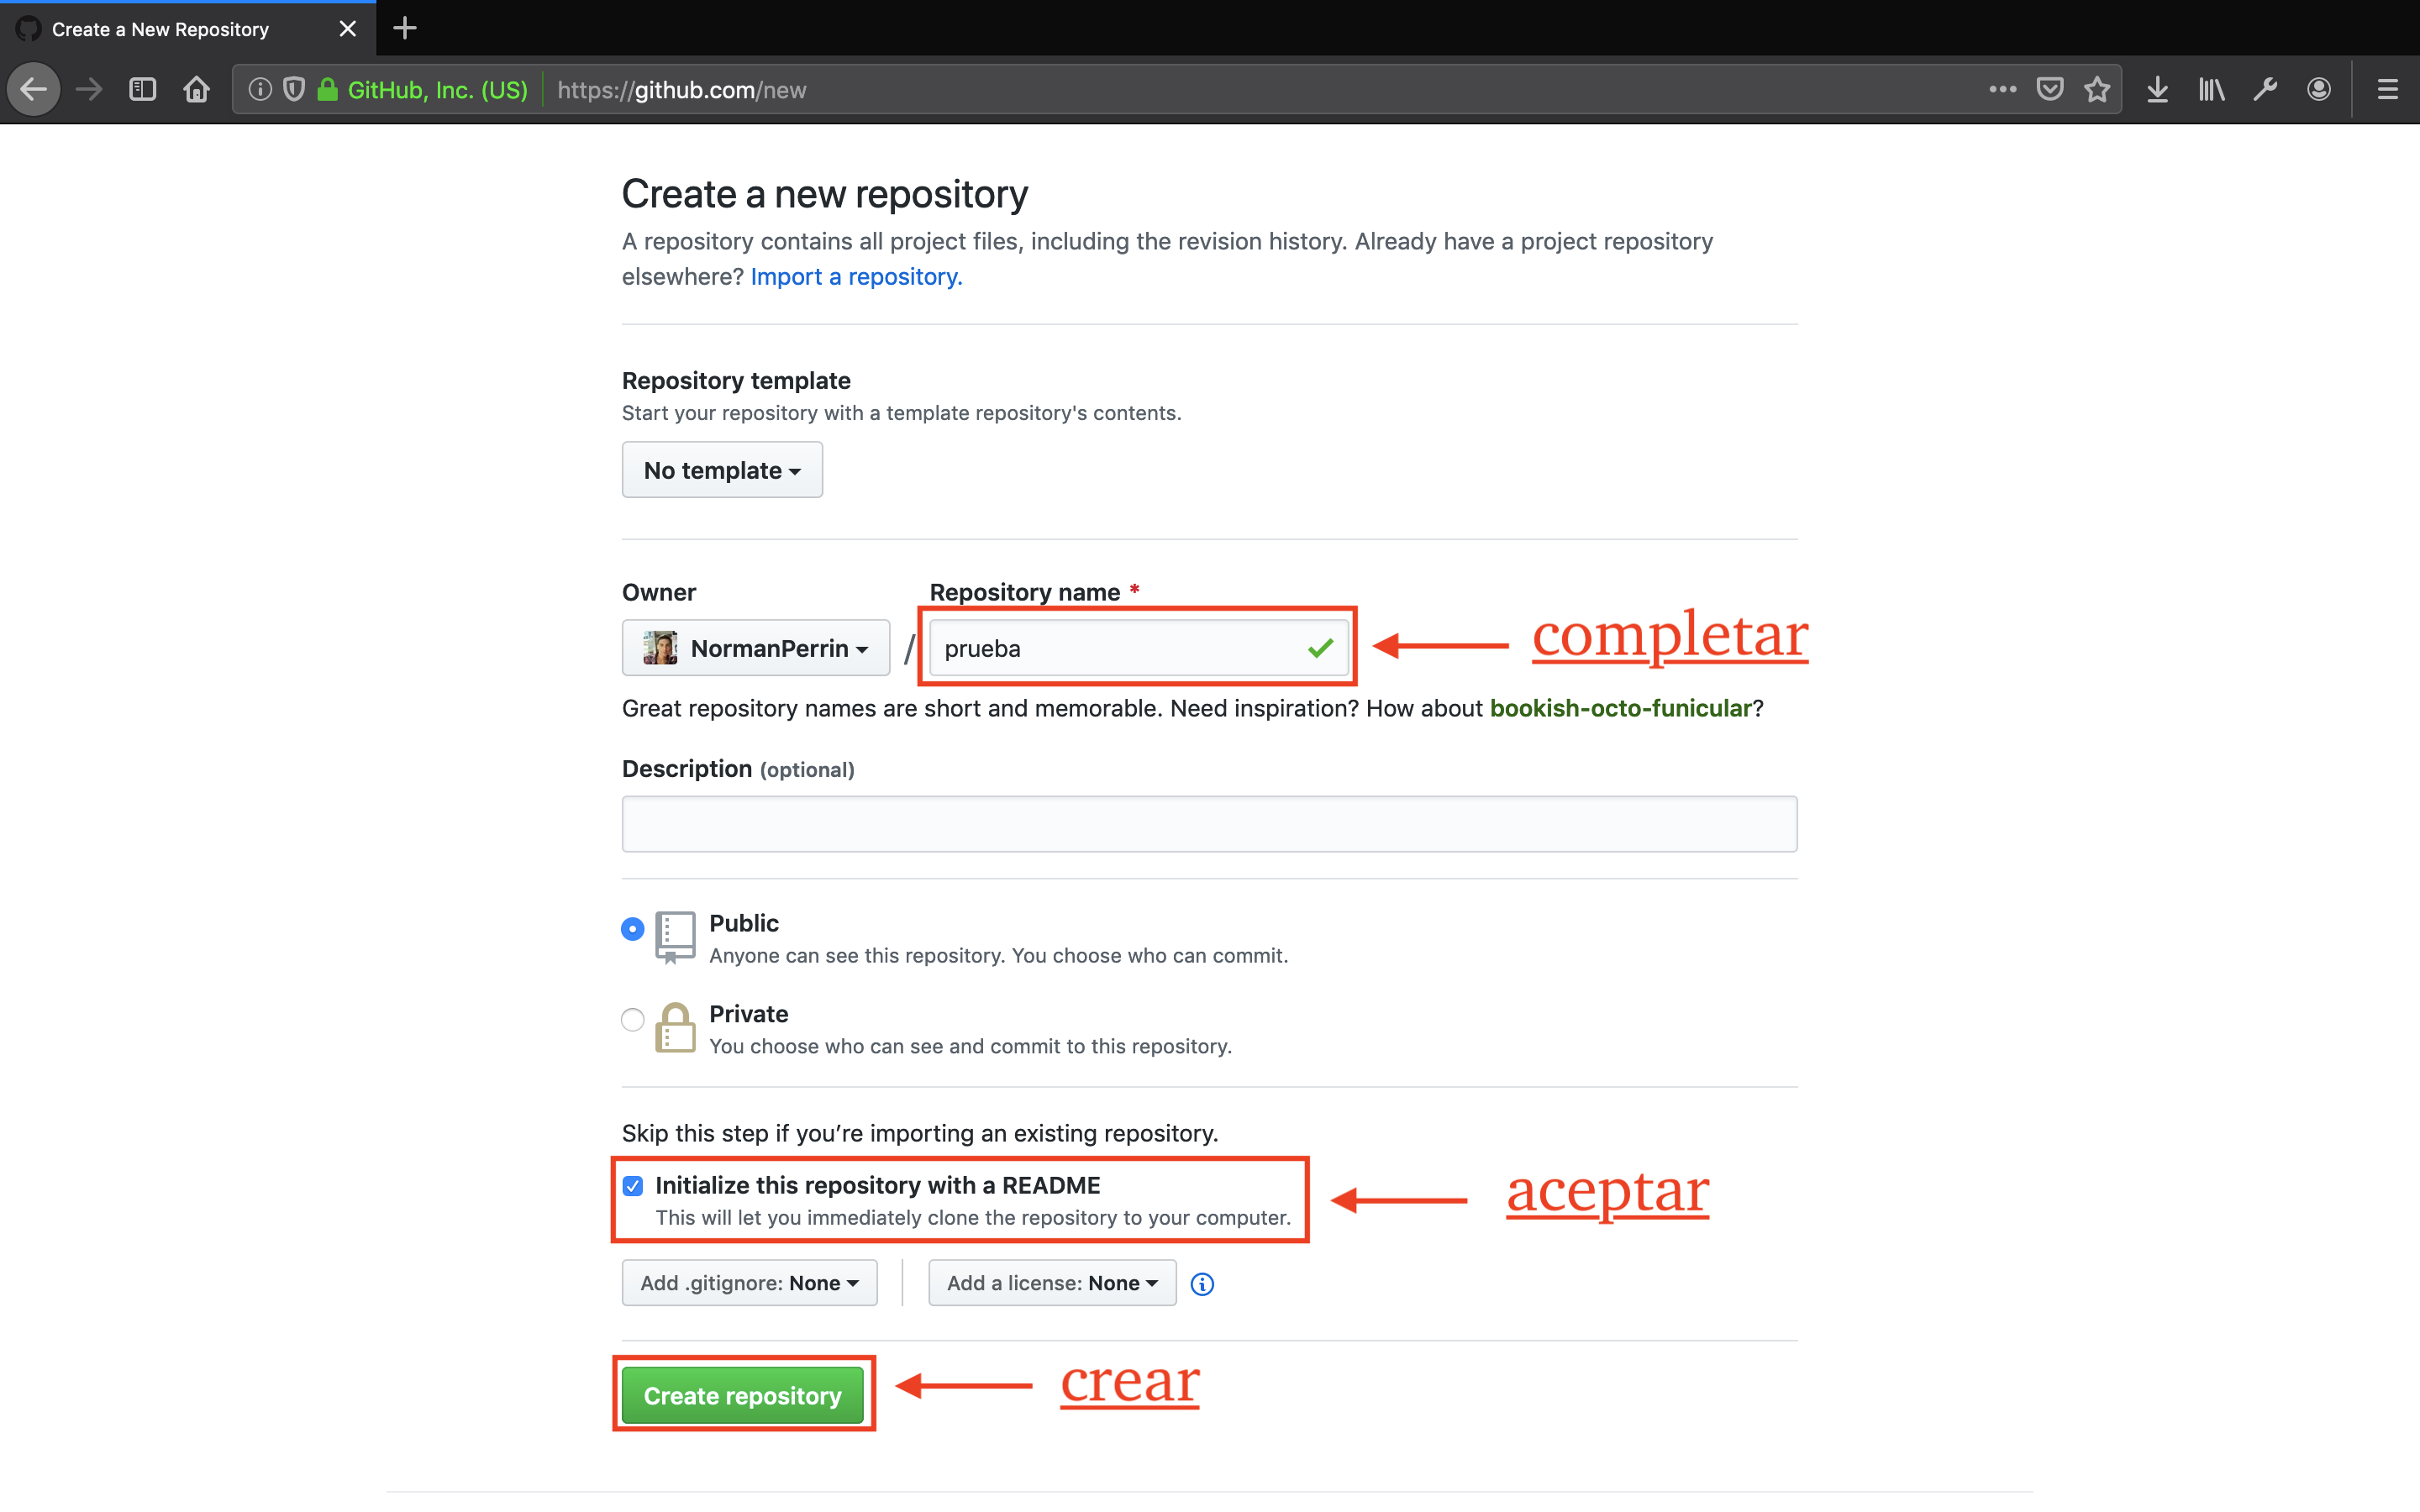 Create a New Repository
GitHub, Inc. (US) https://github.com/new
Create a new repository
A repository contains all project files, including the revision history. Already have a project repository
elsewhere? Import a repository.
Repository template
Start your repository with a template repository's contents.
No template
Owner
Repository name *
NormanPerrin / prueba
completar
Great repository names are short and memorable. Need inspiration? How about bookish-octo-funicular?
Description (optional)
Public
Anyone can see this repository. You choose who can commit.
Private
You choose who can see and commit to this repository.
Skip this step if you’re importing an existing repository.
Initialize this repository with a README
This will let you immediately clone the repository to your computer.
aceptar
Add .gitignore: None
Add a license: None
Create repository
crear